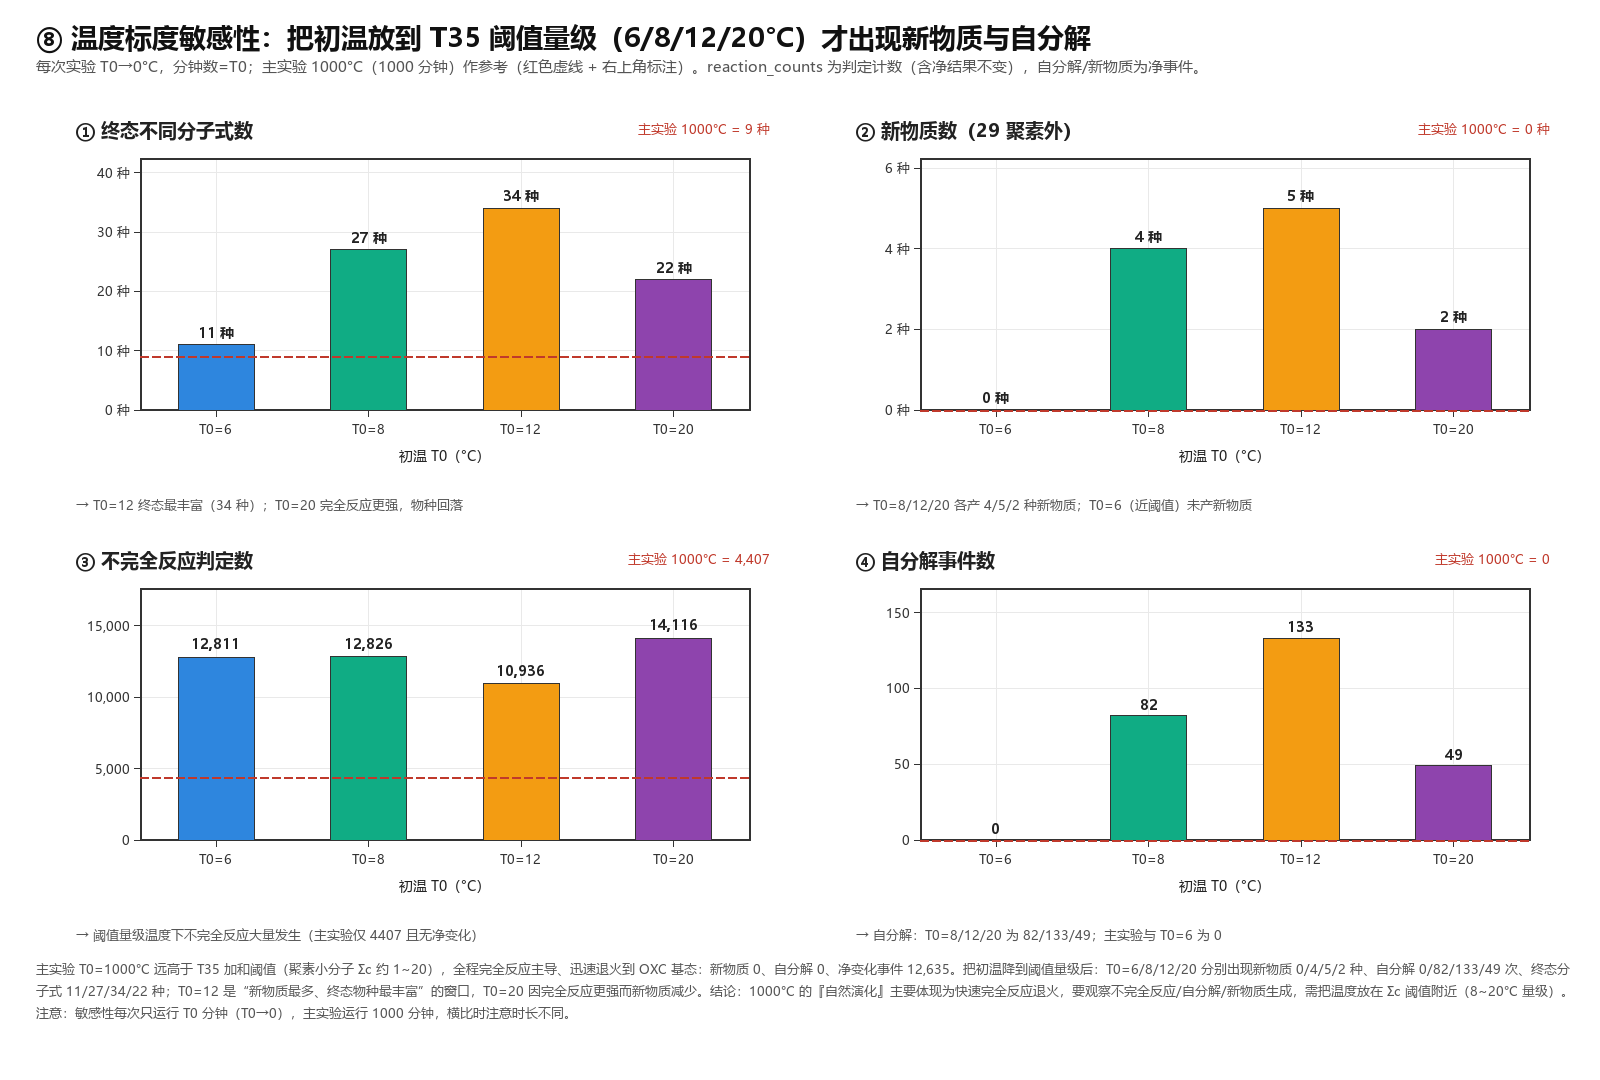 ⑧ 温度标度敏感性：把初温放到 T35 阈值量级（6/8/12/20°C）才出现新物质与自分解
每次实验 T0→0°C，分钟数=T0；主实验 1000°C（1000 分钟）作参考（红色虚线 + 右上角标注）。reaction_counts 为判定计数（含净结果不变），自分解/新物质为净事件。
① 终态不同分子式数
主实验 1000°C = 9 种
40 种
30 种
20 种
10 种
0 种
11 种
27 种
34 种
22 种
T0=6
T0=8
T0=12
T0=20
初温 T0（°C）
→ T0=12 终态最丰富（34 种）；T0=20 完全反应更强，物种回落
② 新物质数（29 聚素外）
主实验 1000°C = 0 种
6 种
4 种
2 种
0 种
0 种
4 种
5 种
2 种
T0=6
T0=8
T0=12
T0=20
初温 T0（°C）
→ T0=8/12/20 各产 4/5/2 种新物质；T0=6（近阈值）未产新物质
③ 不完全反应判定数
主实验 1000°C = 4,407
15,000
10,000
5,000
0
12,811
12,826
10,936
14,116
T0=6
T0=8
T0=12
T0=20
初温 T0（°C）
→ 阈值量级温度下不完全反应大量发生（主实验仅 4407 且无净变化）
④ 自分解事件数
主实验 1000°C = 0
150
100
50
0
0
82
133
49
T0=6
T0=8
T0=12
T0=20
初温 T0（°C）
→ 自分解：T0=8/12/20 为 82/133/49；主实验与 T0=6 为 0
主实验 T0=1000°C 远高于 T35 加和阈值（聚素小分子 Σc 约 1~20），全程完全反应主导、迅速退火到 OXC 基态：新物质 0、自分解 0、净变化事件 12,635。把初温降到阈值量级后：T0=6/8/12/20 分别出现新物质 0/4/5/2 种、自分解 0/82/133/49 次、终态分
子式 11/27/34/22 种；T0=12 是“新物质最多、终态物种最丰富”的窗口，T0=20 因完全反应更强而新物质减少。结论：1000°C 的『自然演化』主要体现为快速完全反应退火，要观察不完全反应/自分解/新物质生成，需把温度放在 Σc 阈值附近（8~20°C 量级）。
注意：敏感性每次只运行 T0 分钟（T0→0），主实验运行 1000 分钟，横比时注意时长不同。